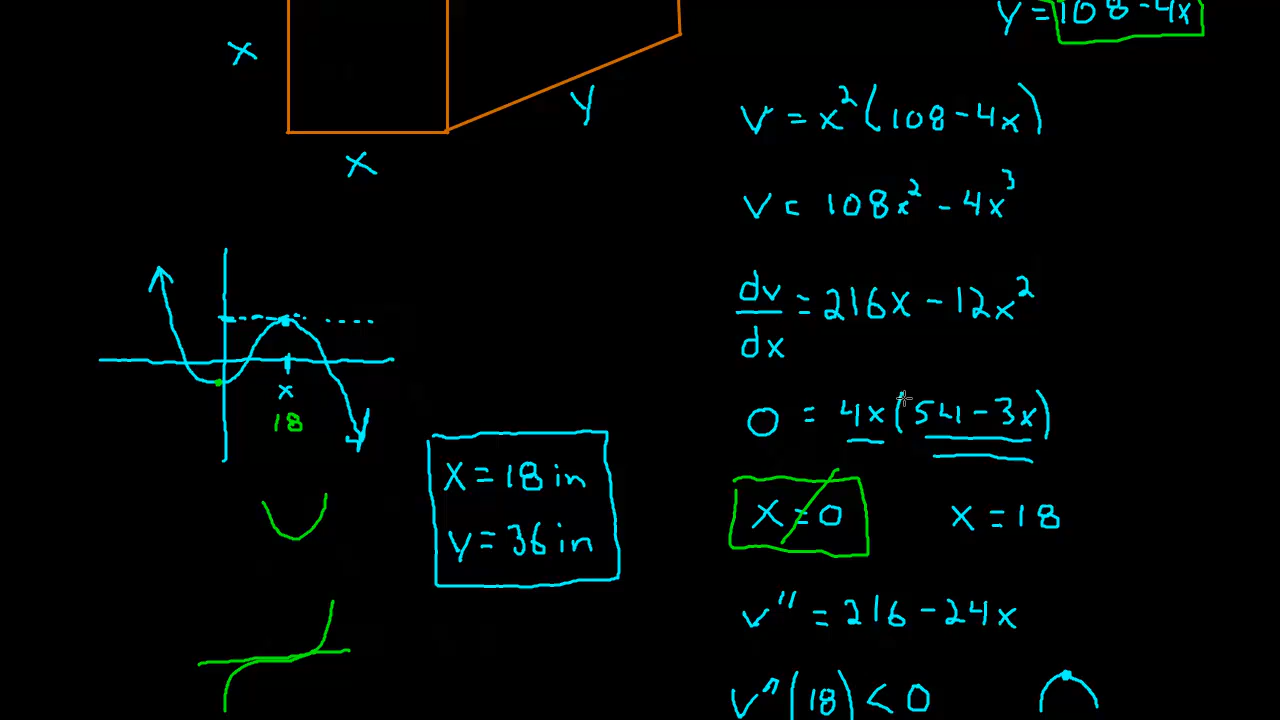 x
y
x
y = 108 - 4x
V = x²(108 - 4x)
V = 108x² - 4x³
dv/dx = 216x - 12x²
0 = 4x(54 - 3x)
x = 0 x = 18
v'' = 216 - 24x
v''(18) < 0
x
18
x = 18 in
y = 36 in